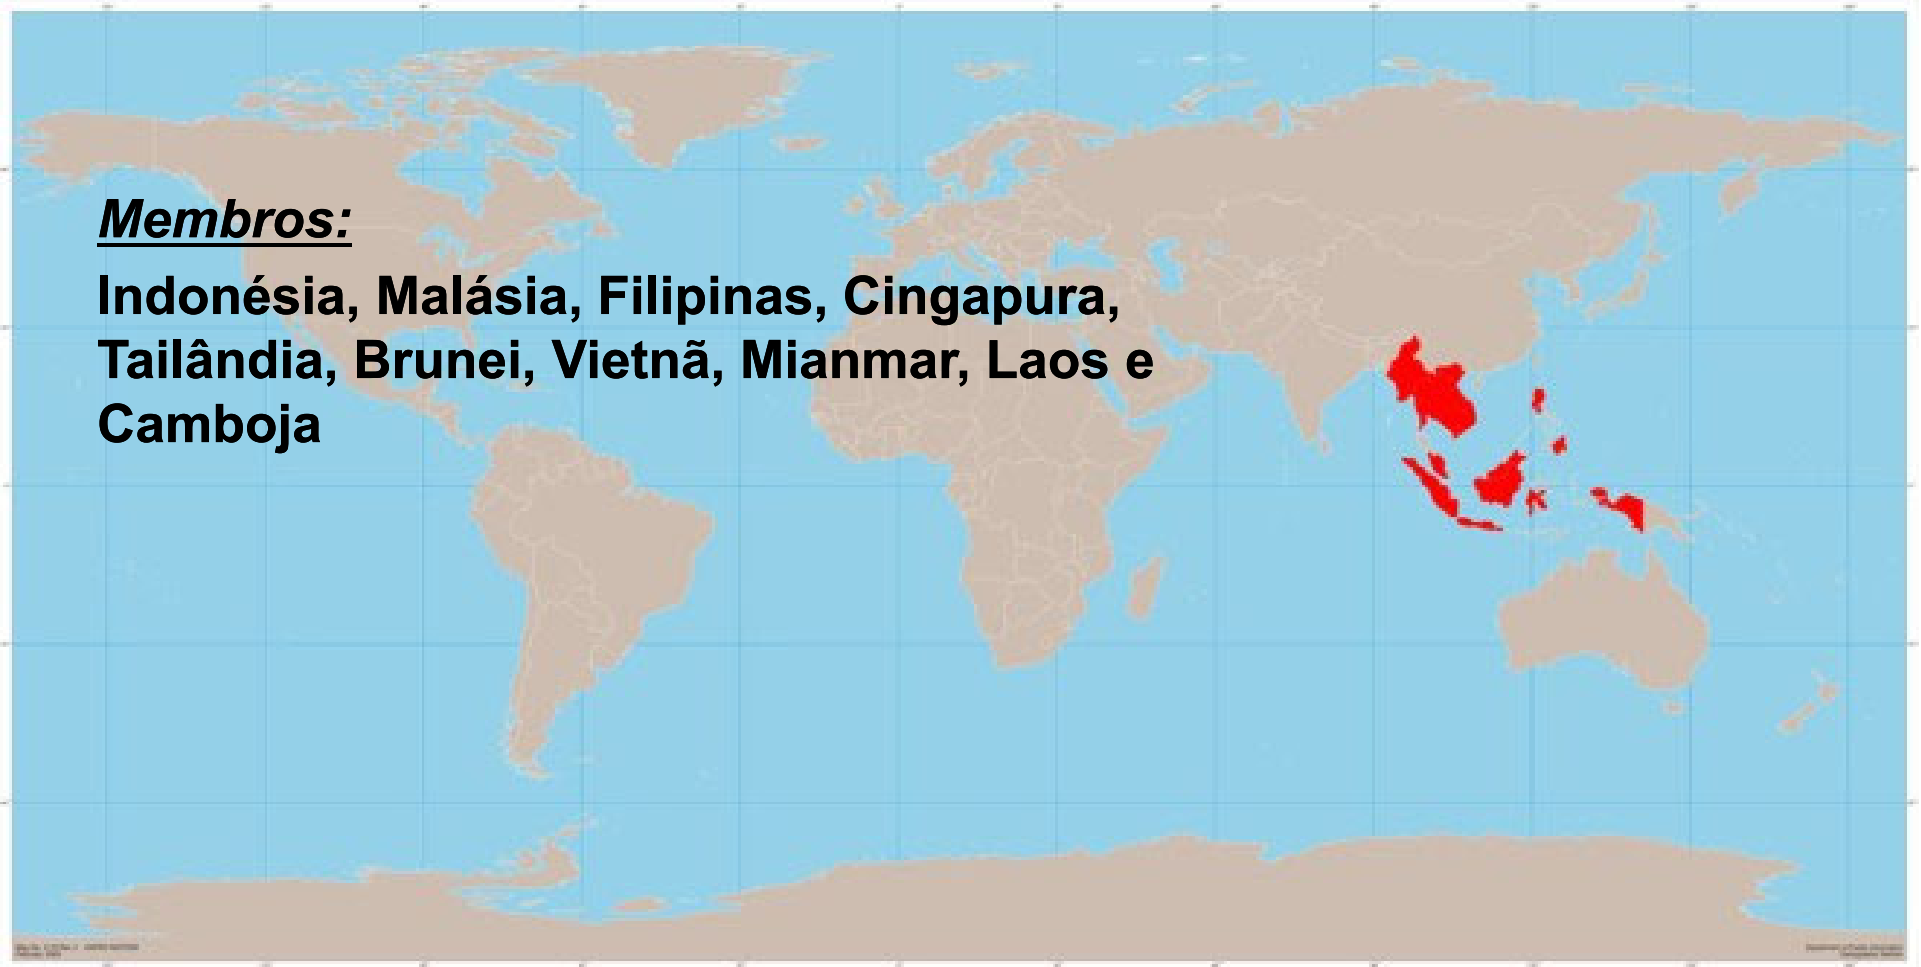 Membros:
Indonésia, Malásia, Filipinas, Cingapura,
Tailândia, Brunei, Vietnã, Mianmar, Laos e
Camboja